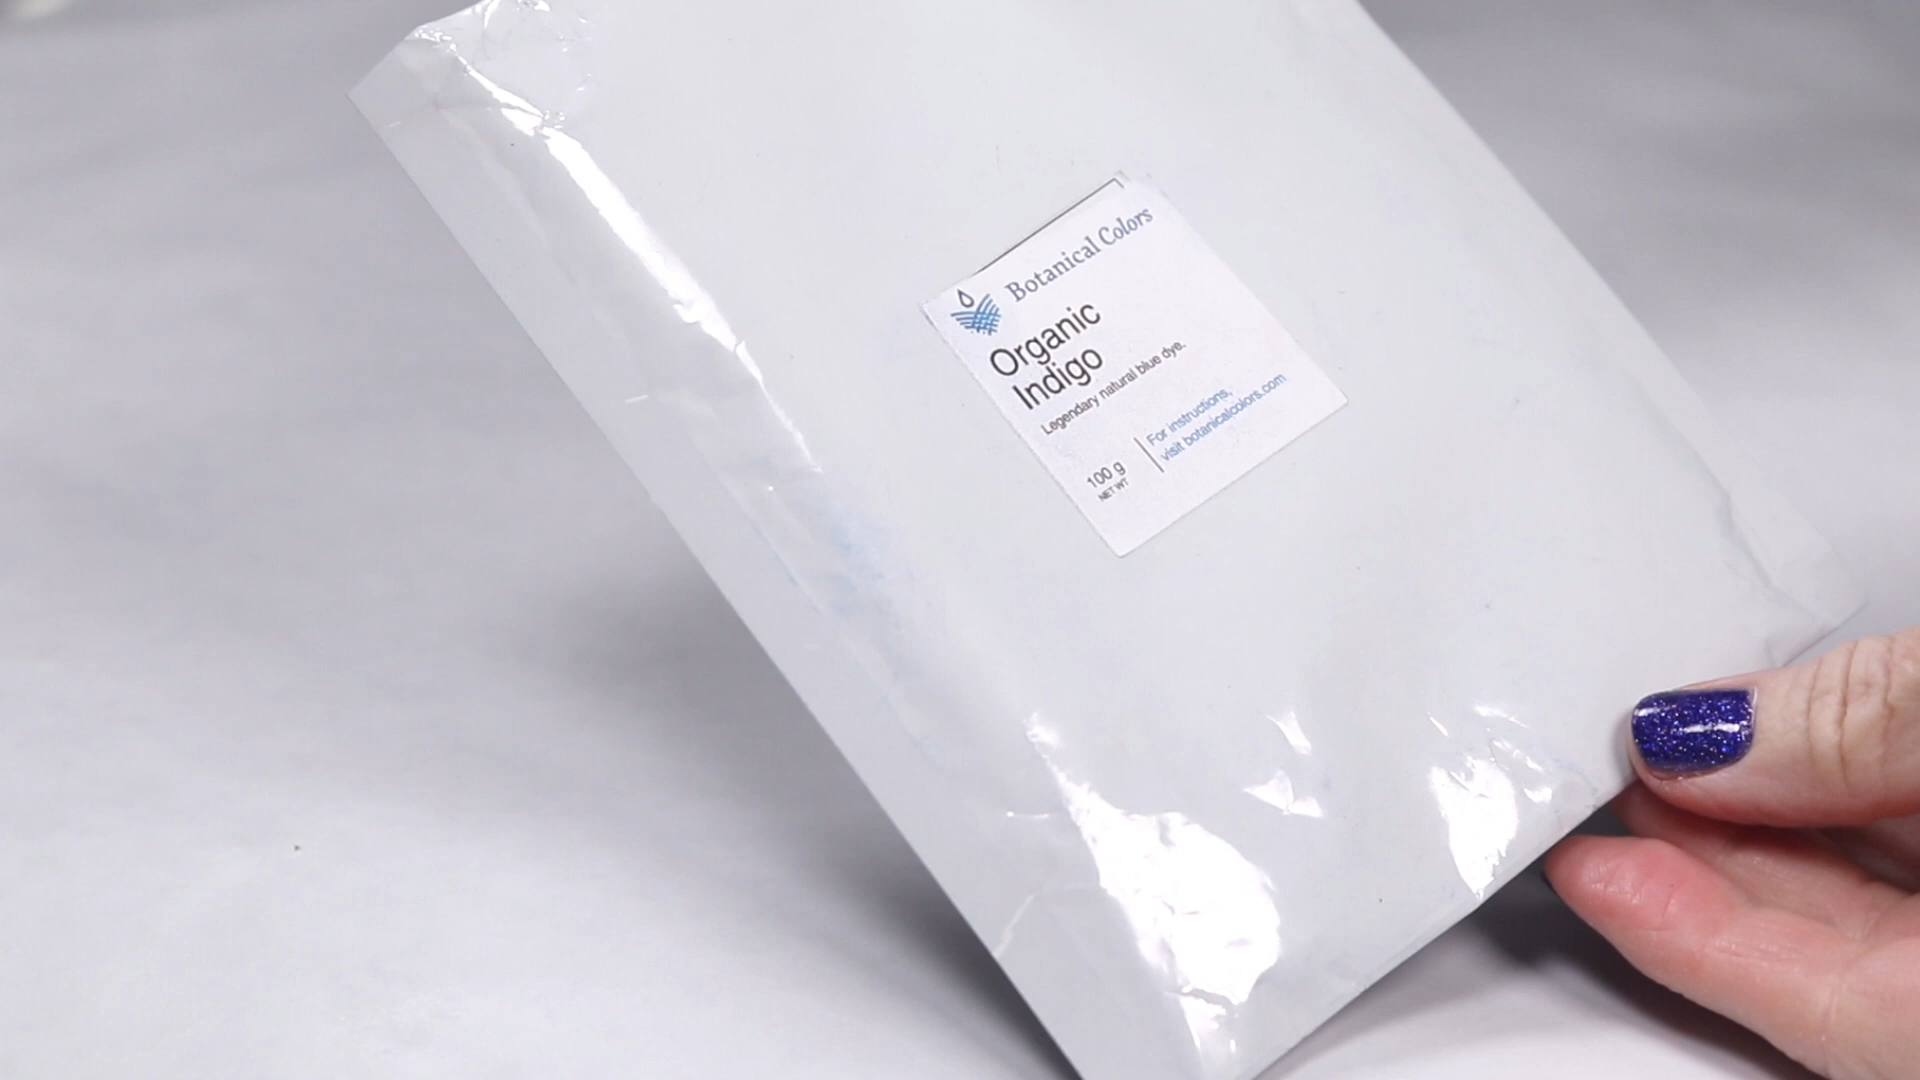 Botanical Colors
Organic
Indigo
Legendary natural blue dye.
100 g
NET WT
For instructions,
visit botanicalcolors.com